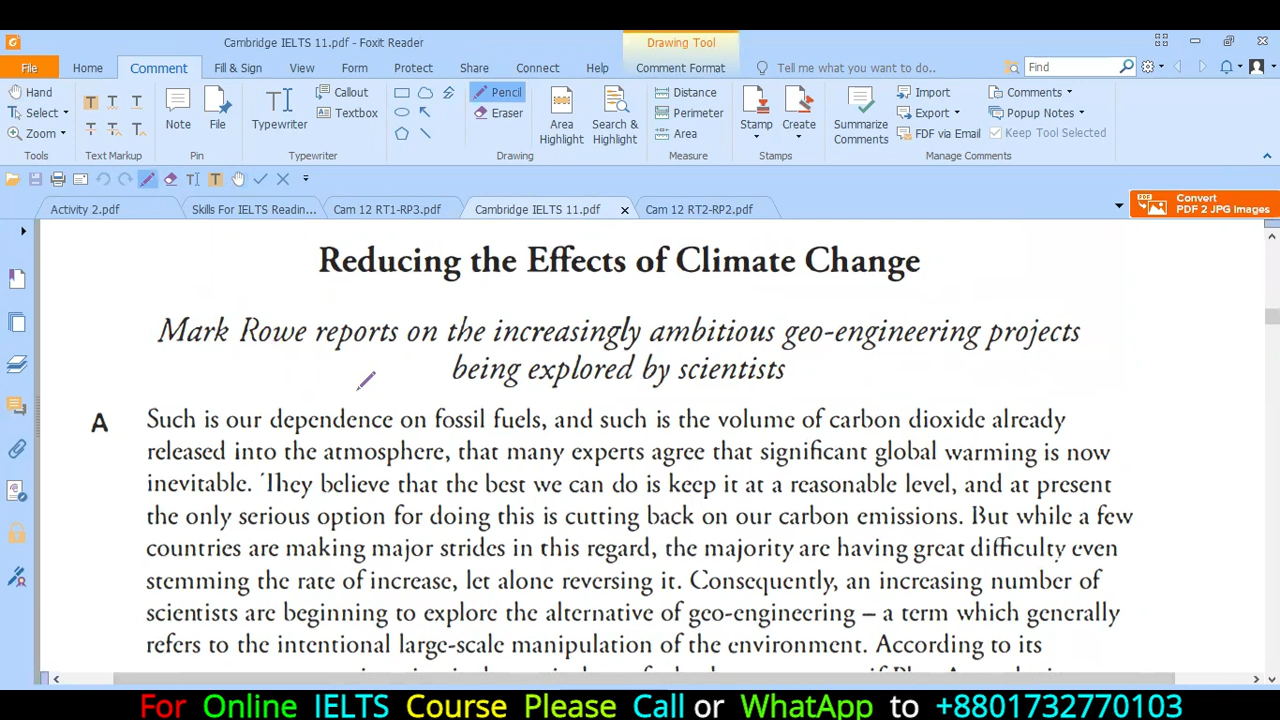 Cambridge IELTS 11.pdf - Foxit Reader
Drawing Tool
File Home Comment Fill & Sign View Form Protect Share Connect Help Comment Format Tell me what you want to do.. Find
Hand
Select
Zoom
Tools
Text Markup
Note
File
Pin
Typewriter
Callout
Textbox
Typewriter
Pencil
Eraser
Drawing
Area Highlight
Search & Highlight
Distance
Perimeter
Area
Measure
Stamp
Create
Stamps
Summarize Comments
Import
Export
FDF via Email
Comments
Popup Notes
Keep Tool Selected
Manage Comments
Activity 2.pdf Skills For IELTS Readin... Cam 12 RT1-RP3.pdf Cambridge IELTS 11.pdf Cam 12 RT2-RP2.pdf
Convert
PDF 2 JPG Images
Reducing the Effects of Climate Change
Mark Rowe reports on the increasingly ambitious geo-engineering projects
being explored by scientists
A Such is our dependence on fossil fuels, and such is the volume of carbon dioxide already
released into the atmosphere, that many experts agree that significant global warming is now
inevitable. They believe that the best we can do is keep it at a reasonable level, and at present
the only serious option for doing this is cutting back on our carbon emissions. But while a few
countries are making major strides in this regard, the majority are having great difficulty even
stemming the rate of increase, let alone reversing it. Consequently, an increasing number of
scientists are beginning to explore the alternative of geo-engineering – a term which generally
refers to the intentional large-scale manipulation of the environment. According to its
For Online IELTS Course Please Call or WhatApp to +8801732770103